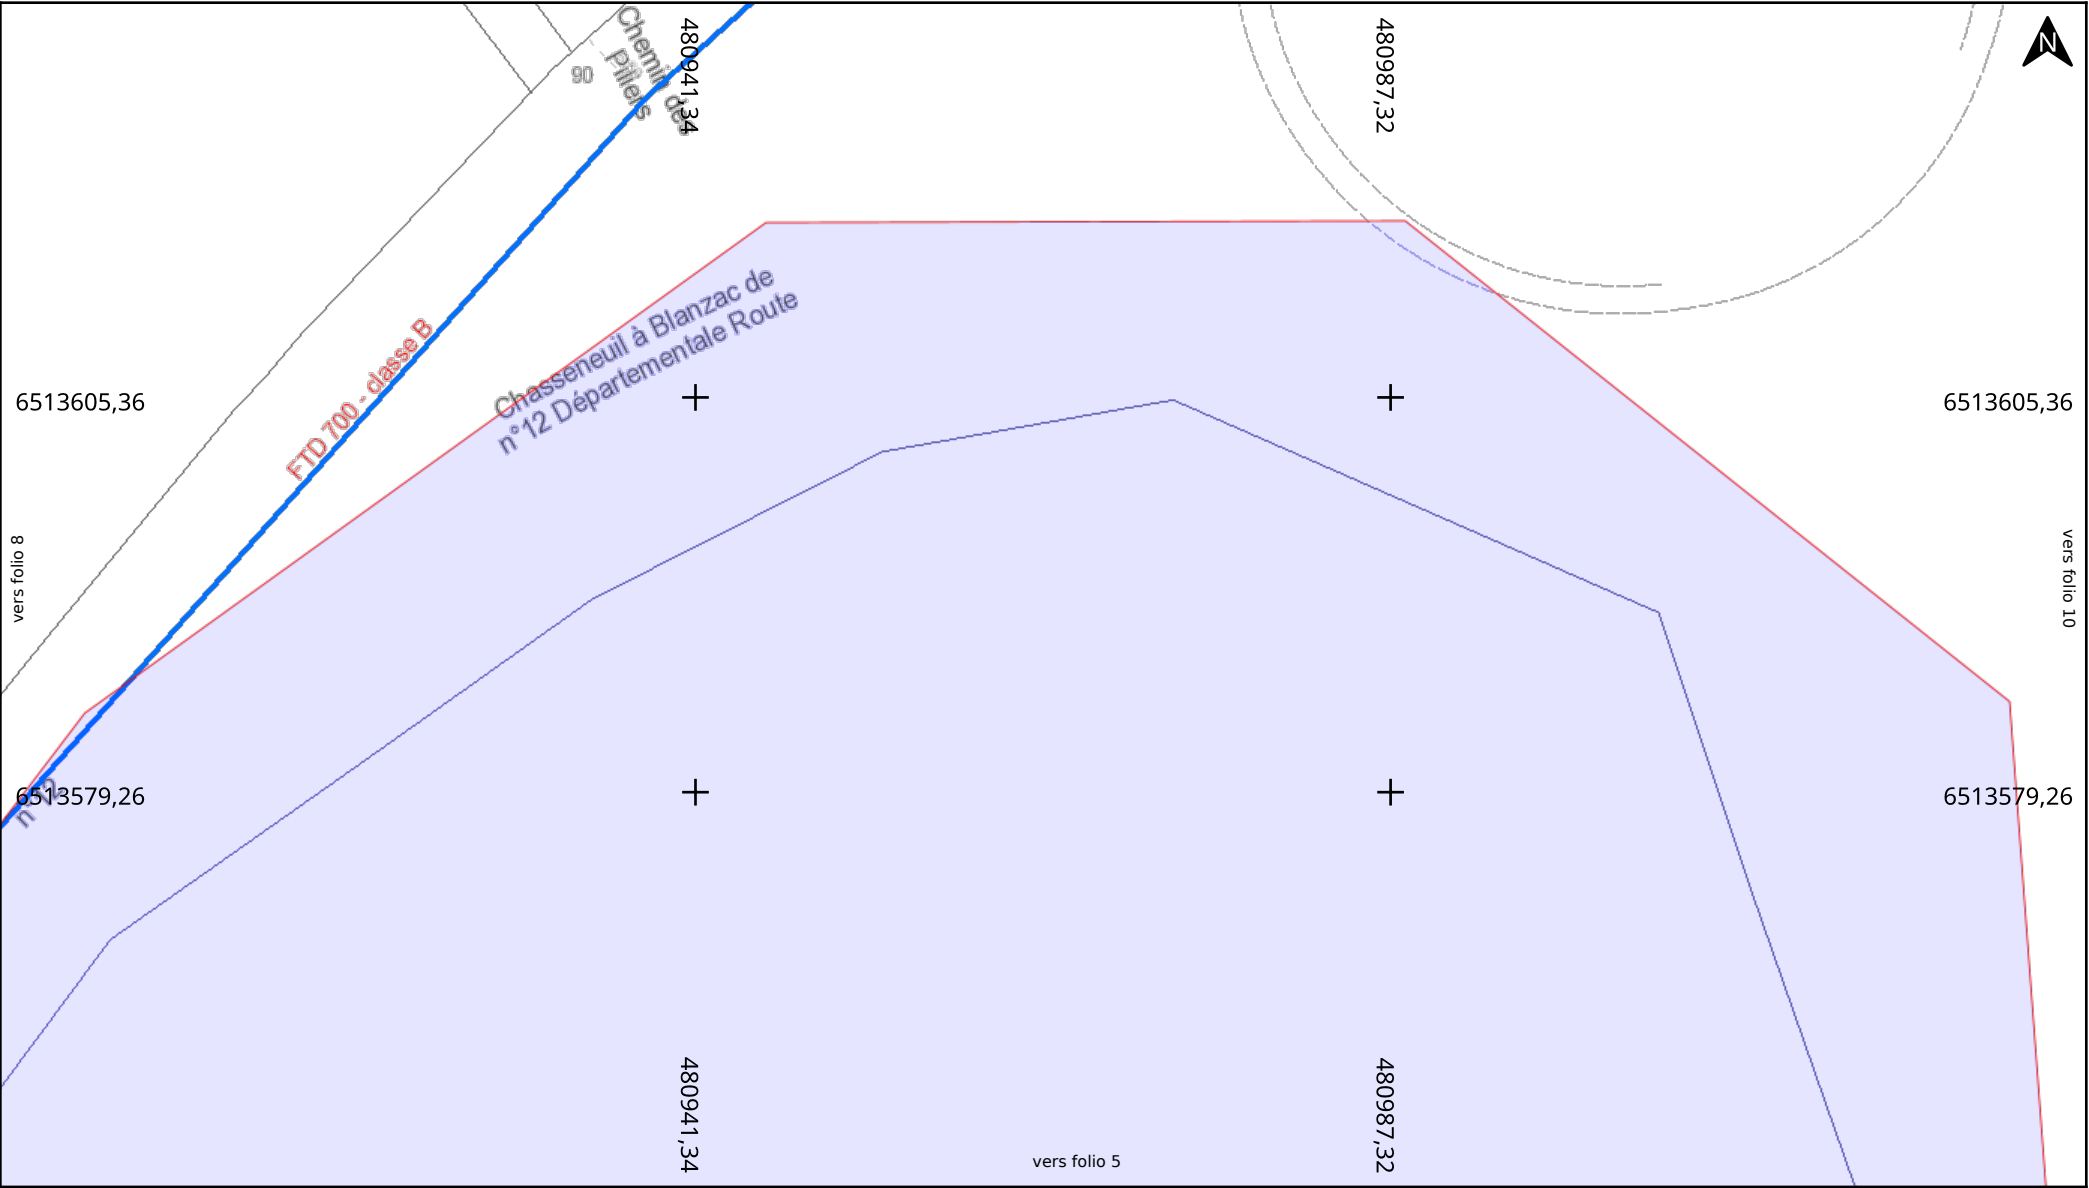 Chemin des
Piliers
90
480941,34
480987,32
N
Chasseneuil à Blanzac de
n°12 Départementale Route
FTD 700 - classe B
6513605,36
6513605,36
vers folio 8
vers folio 10
n°12
6513579,26
6513579,26
480941,34
480987,32
vers folio 5